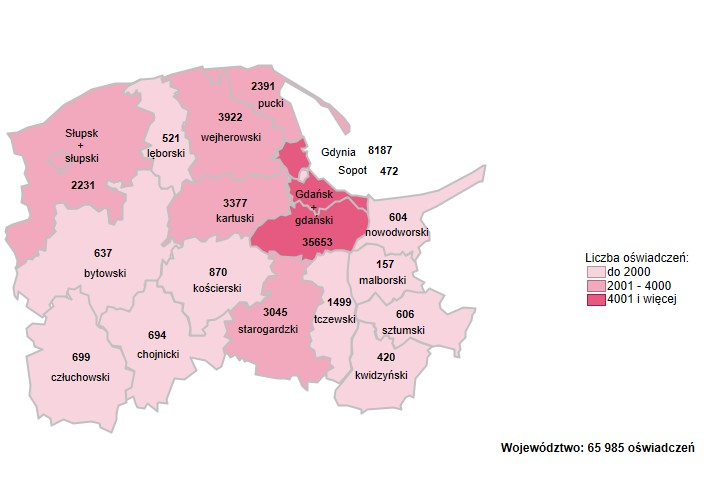 2391
pucki
3922
wejherowski
521
lęborski
Słupsk
+
słupski
2231
Gdynia 8187
Sopot 472
3377
kartuski
Gdańsk
+
gdański
35653
604
nowodworski
637
bytowski
870
kościerski
157
malborski
3045
starogardzki
1499
tczewski
606
sztumski
694
chojnicki
699
człuchowski
420
kwidzyński
Liczba oświadczeń:
do 2000
2001 - 4000
4001 i więcej
Województwo: 65 985 oświadczeń